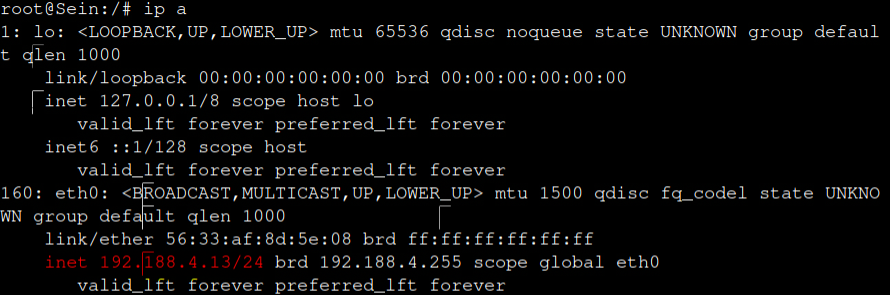 root@Sein:/# ip a
1: lo: <LOOPBACK,UP,LOWER_UP> mtu 65536 qdisc noqueue state UNKNOWN group defaul
t qlen 1000
    link/loopback 00:00:00:00:00:00 brd 00:00:00:00:00:00
    inet 127.0.0.1/8 scope host lo
       valid_lft forever preferred_lft forever
    inet6 ::1/128 scope host
       valid_lft forever preferred_lft forever
160: eth0: <BROADCAST,MULTICAST,UP,LOWER_UP> mtu 1500 qdisc fq_codel state UNKNO
WN group default qlen 1000
    link/ether 56:33:af:8d:5e:08 brd ff:ff:ff:ff:ff:ff
    inet 192.188.4.13/24 brd 192.188.4.255 scope global eth0
       valid_lft forever preferred_lft forever